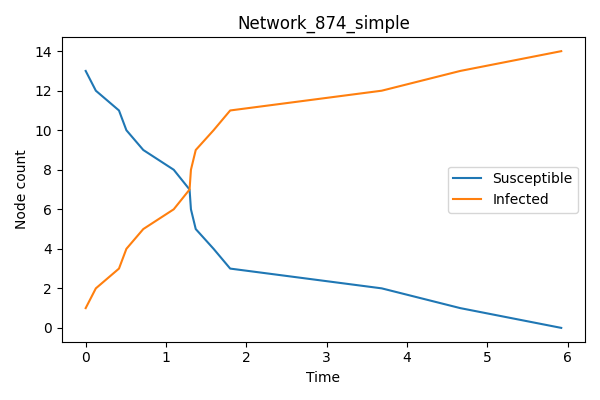 Network_874_simple
Node count
14
12
10
8
6
4
2
0
Susceptible
Infected
0 1 2 3 4 5 6
Time